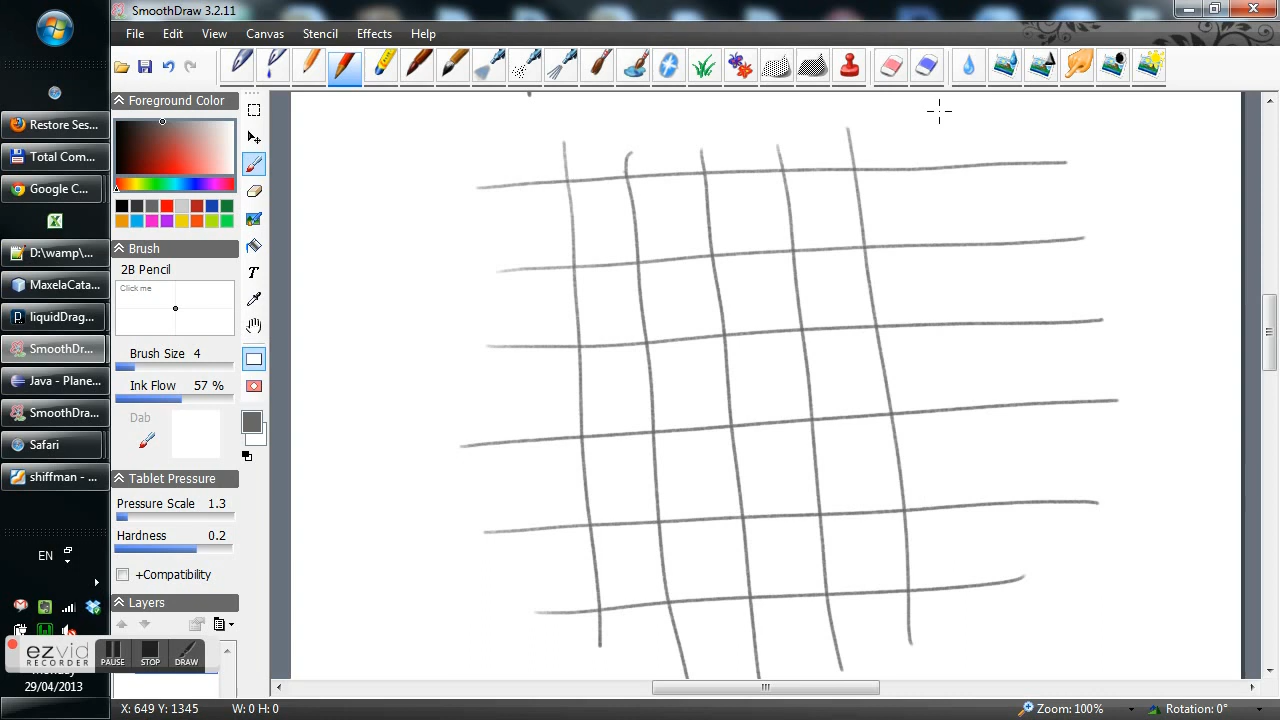 SmoothDraw 3.2.11
File Edit View Canvas Stencil Effects Help
Foreground Color
Restore Ses...
Total Com...
Google C...
D:\wamp\...
MaxelaCata...
liquidDrag...
SmoothDr...
Java - Plane...
SmoothDra...
Safari
shiffman - ...
EN
Brush
2B Pencil
Click me
Brush Size 4
Ink Flow 57 %
Dab
Tablet Pressure
Pressure Scale 1.3
Hardness 0.2
+Compatibility
Layers
ezvid
RECORDER
PAUSE STOP DRAW
29/04/2013
X: 649 Y: 1345 W: 0 H: 0
Zoom: 100% Rotation: 0°